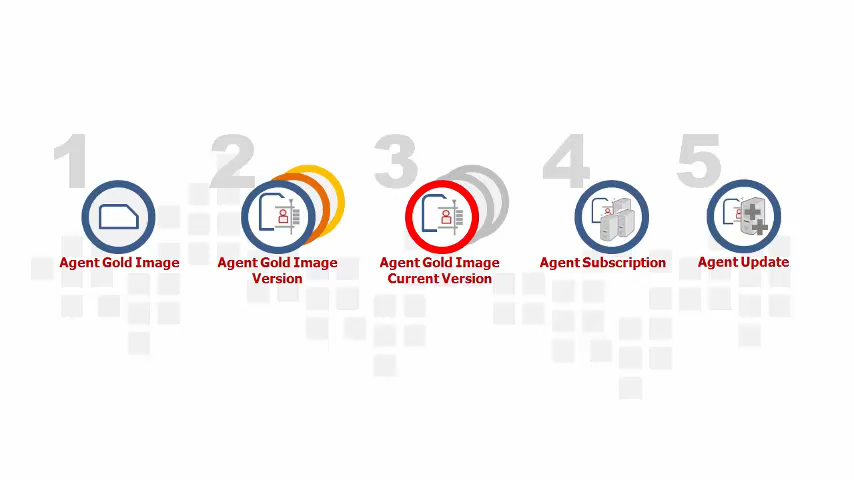 1
2
3
4
5
Agent Gold Image
Agent Gold Image
Version
Agent Gold Image
Current Version
Agent Subscription
Agent Update